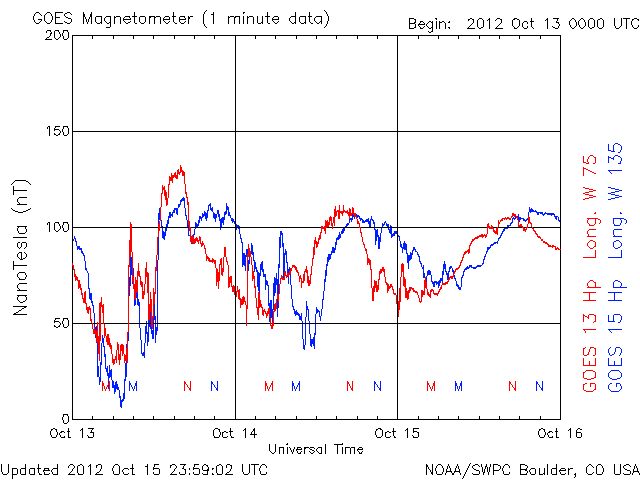 GOES Magnetometer (1 minute data)
Begin: 2012 Oct 13 0000 UTC
200
150
100
50
0
NanoTesla (nT)
M M N N M M N N M M N N
Oct 13 Oct 14 Oct 15 Oct 16
Universal Time
GOES 13 Hp Long. W 75
GOES 15 Hp Long. W 135
Updated 2012 Oct 15 23:59:02 UTC
NOAA/SWPC Boulder, CO USA